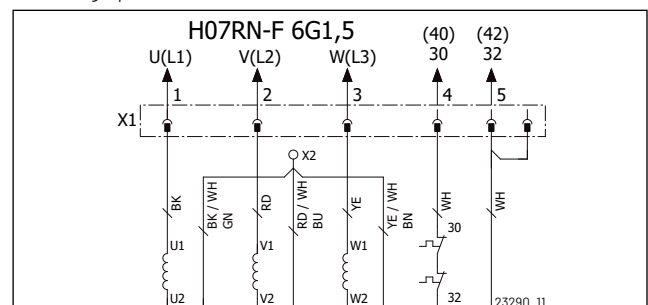 H07RN-F 6G1,5
(40) (42)
U(L1) V(L2) W(L3) 30 32
1 2 3 4 5
X1
X2
BK
BK / WH
GN
RD
RD / WH
BU
YE
YE / WH
BN
WH
WH
30
U1 V1 W1
U2 V2 W2 32
23290_11